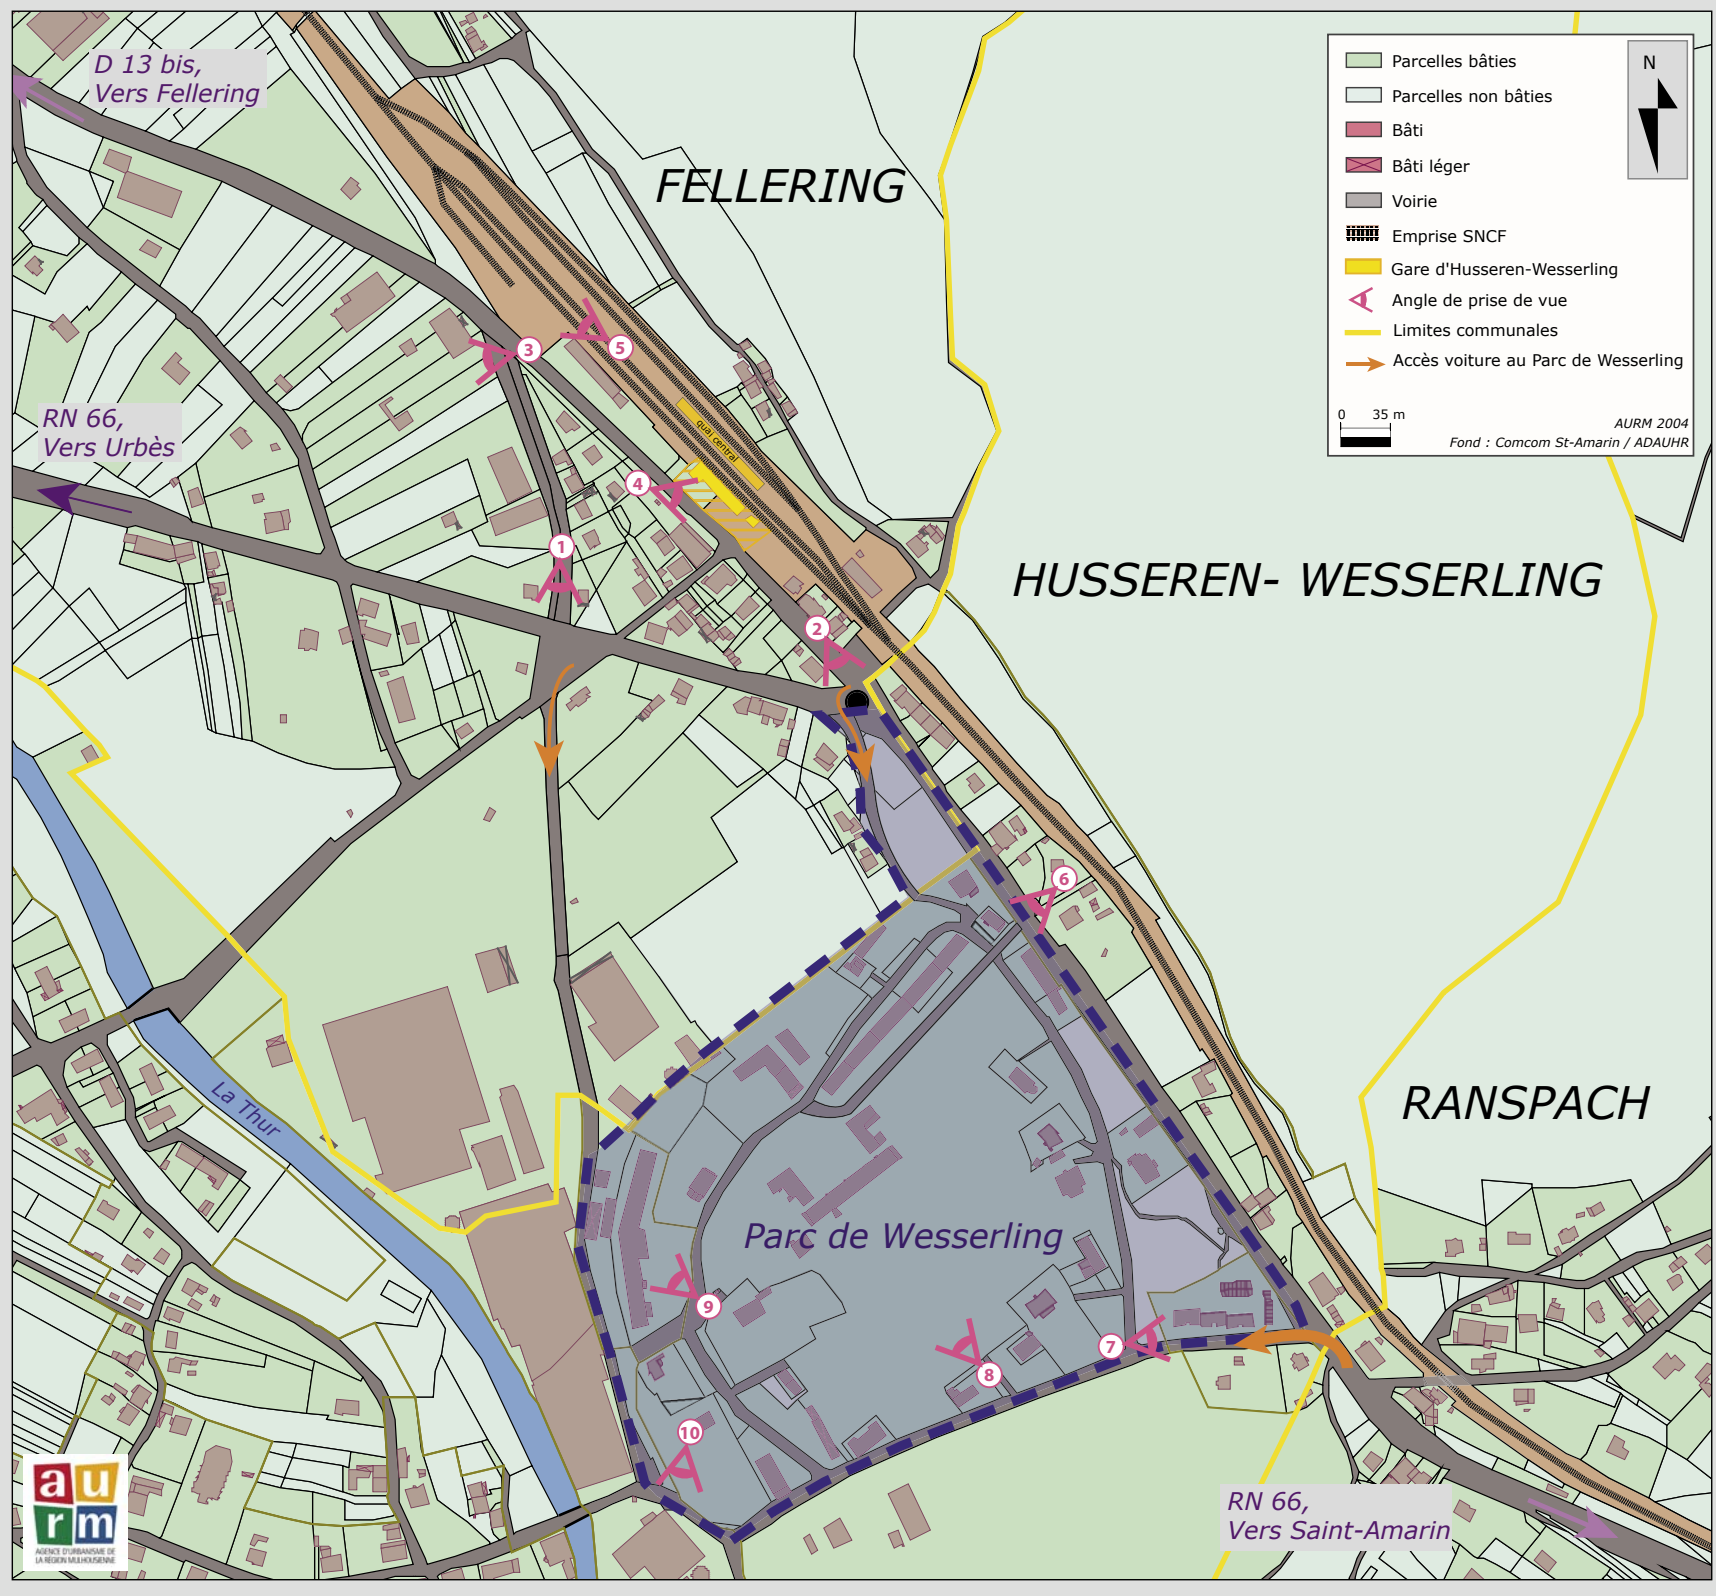 D 13 bis,
Vers Fellering
FELLERING
Parcelles bâties
Parcelles non bâties
Bâti
Bâti léger
Voirie
Emprise SNCF
Gare d'Husseren-Wesserling
Angle de prise de vue
Limites communales
Accès voiture au Parc de Wesserling
N
0 35 m
AURM 2004
Fond : Comcom St-Amarin / ADAUHR
3
5
RN 66,
Vers Urbès
quai central
4
1
HUSSEREN- WESSERLING
2
6
La Thur
RANSPACH
Parc de Wesserling
9
7
8
10
RN 66,
Vers Saint-Amarin
au
rm
AGENCE D'URBANISME DE
LA RÉGION MULHOUSIENNE